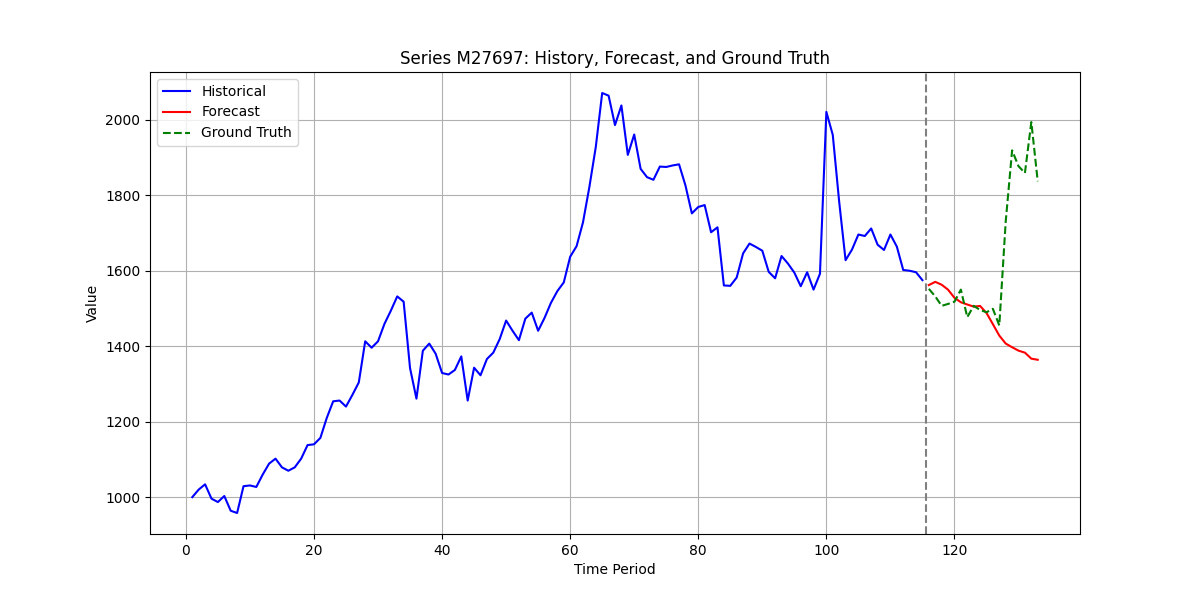 Series M27697: History, Forecast, and Ground Truth
Historical
Forecast
Ground Truth
2000
1800
1600
1400
1200
1000
Value
0 20 40 60 80 100 120
Time Period